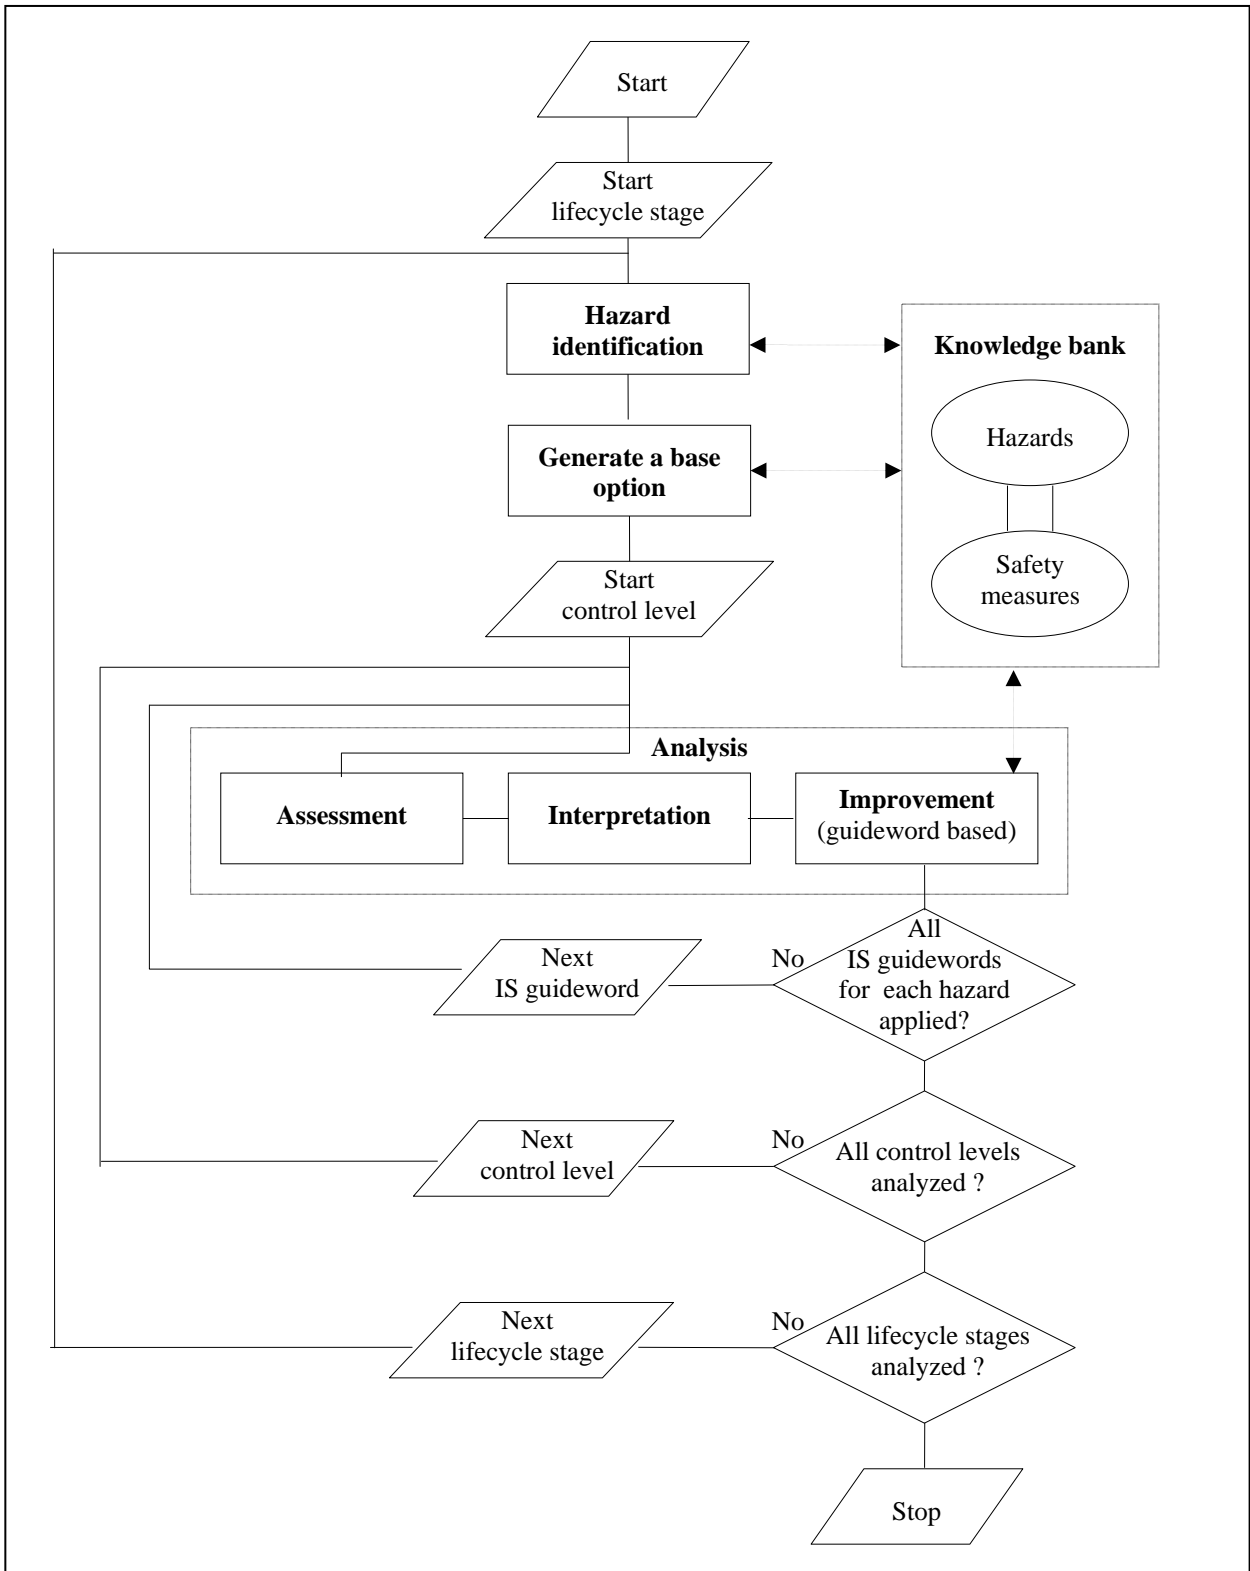 Start
Start
lifecycle stage
Hazard
identification
Knowledge bank
Hazards
Generate a base
option
Safety
measures
Start
control level
Analysis
Assessment
Interpretation
Improvement
(guideword based)
All
IS guidewords
for each hazard
applied?
No
Next
IS guideword
All control levels
analyzed ?
No
Next
control level
All lifecycle stages
analyzed ?
No
Next
lifecycle stage
Stop